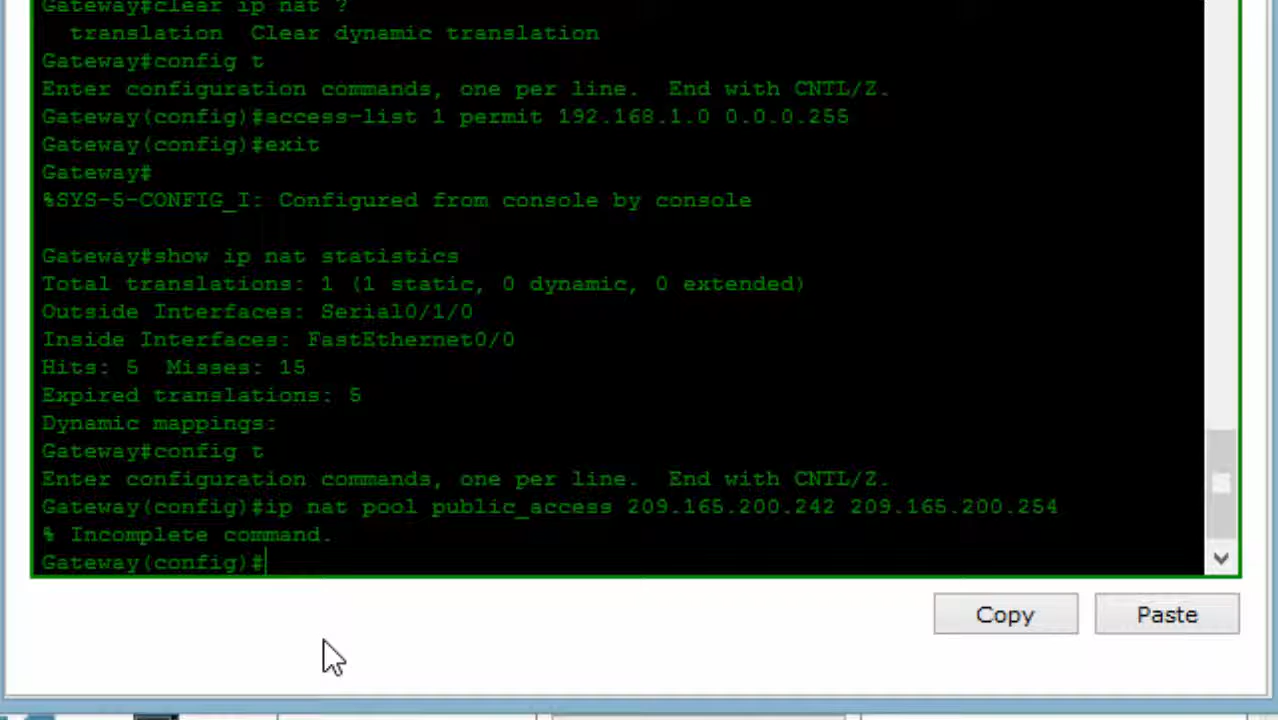 Gateway#clear ip nat ?
  translation  Clear dynamic translation
Gateway#config t
Enter configuration commands, one per line.  End with CNTL/Z.
Gateway(config)#access-list 1 permit 192.168.1.0 0.0.0.255
Gateway(config)#exit
Gateway#
%SYS-5-CONFIG_I: Configured from console by console

Gateway#show ip nat statistics
Total translations: 1 (1 static, 0 dynamic, 0 extended)
Outside Interfaces: Serial0/1/0
Inside Interfaces: FastEthernet0/0
Hits: 5  Misses: 15
Expired translations: 5
Dynamic mappings:
Gateway#config t
Enter configuration commands, one per line.  End with CNTL/Z.
Gateway(config)#ip nat pool public_access 209.165.200.242 209.165.200.254
% Incomplete command.
Gateway(config)#
Copy
Paste